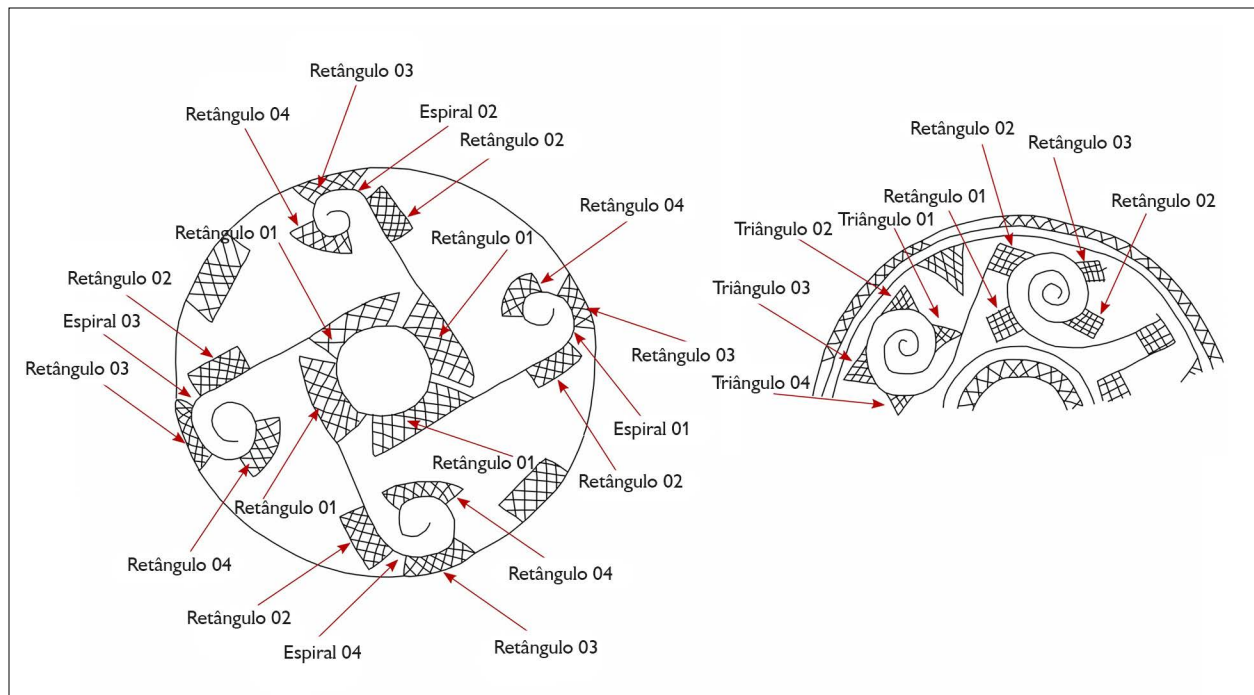 Retângulo 03
Retângulo 04
Espiral 02
Retângulo 02
Retângulo 04
Retângulo 01
Retângulo 01
Retângulo 02
Espiral 03
Retângulo 03
Retângulo 03
Espiral 01
Retângulo 01
Retângulo 02
Retângulo 01
Retângulo 04
Retângulo 04
Retângulo 02
Espiral 04
Retângulo 03
Retângulo 02
Retângulo 03
Retângulo 01
Retângulo 02
Triângulo 01
Triângulo 02
Triângulo 03
Triângulo 04